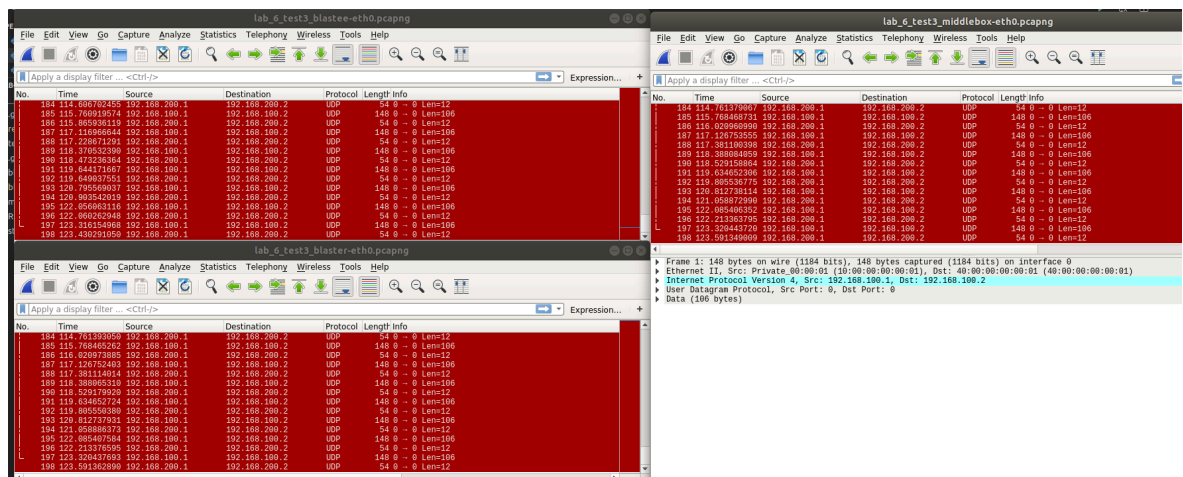 lab_6_test3_blastee-eth0.pcapng
File Edit View Go Capture Analyze Statistics Telephony Wireless Tools Help
Apply a display filter ... <Ctrl-/> Expression... +
No. Time Source Destination Protocol Length Info
184 114.606702455 192.168.200.1 192.168.200.2 UDP 54 0 → 0 Len=12
185 115.760919574 192.168.100.1 192.168.100.2 UDP 148 0 → 0 Len=106
186 115.865936119 192.168.200.1 192.168.200.2 UDP 54 0 → 0 Len=12
187 117.116966644 192.168.100.1 192.168.100.2 UDP 148 0 → 0 Len=106
188 117.228671291 192.168.200.1 192.168.200.2 UDP 54 0 → 0 Len=12
189 118.370532390 192.168.100.1 192.168.100.2 UDP 148 0 → 0 Len=106
190 118.473236364 192.168.200.1 192.168.200.2 UDP 54 0 → 0 Len=12
191 119.644171667 192.168.100.1 192.168.100.2 UDP 148 0 → 0 Len=106
192 119.649037551 192.168.200.1 192.168.200.2 UDP 54 0 → 0 Len=12
193 120.795569037 192.168.100.1 192.168.100.2 UDP 148 0 → 0 Len=106
194 120.903542019 192.168.200.1 192.168.200.2 UDP 54 0 → 0 Len=12
195 122.056063116 192.168.100.1 192.168.100.2 UDP 148 0 → 0 Len=106
196 122.060262948 192.168.200.1 192.168.200.2 UDP 54 0 → 0 Len=12
197 123.316154968 192.168.100.1 192.168.100.2 UDP 148 0 → 0 Len=106
198 123.430291050 192.168.200.1 192.168.200.2 UDP 54 0 → 0 Len=12
lab_6_test3_blaster-eth0.pcapng
File Edit View Go Capture Analyze Statistics Telephony Wireless Tools Help
Apply a display filter ... <Ctrl-/> Expression... +
No. Time Source Destination Protocol Length Info
184 114.761393050 192.168.200.1 192.168.200.2 UDP 54 0 → 0 Len=12
185 115.768465262 192.168.100.1 192.168.100.2 UDP 148 0 → 0 Len=106
186 116.020973885 192.168.200.1 192.168.200.2 UDP 54 0 → 0 Len=12
187 117.126752403 192.168.100.1 192.168.100.2 UDP 148 0 → 0 Len=106
188 117.381114014 192.168.200.1 192.168.200.2 UDP 54 0 → 0 Len=12
189 118.388065310 192.168.100.1 192.168.100.2 UDP 148 0 → 0 Len=106
190 118.529179920 192.168.200.1 192.168.200.2 UDP 54 0 → 0 Len=12
191 119.634652724 192.168.100.1 192.168.100.2 UDP 148 0 → 0 Len=106
192 119.805550380 192.168.200.1 192.168.200.2 UDP 54 0 → 0 Len=12
193 120.812737931 192.168.100.1 192.168.100.2 UDP 148 0 → 0 Len=106
194 121.058886373 192.168.200.1 192.168.200.2 UDP 54 0 → 0 Len=12
195 122.085407584 192.168.100.1 192.168.100.2 UDP 148 0 → 0 Len=106
196 122.213376595 192.168.200.1 192.168.200.2 UDP 54 0 → 0 Len=12
197 123.320437693 192.168.100.1 192.168.100.2 UDP 148 0 → 0 Len=106
198 123.591362890 192.168.200.1 192.168.200.2 UDP 54 0 → 0 Len=12
lab_6_test3_middlebox-eth0.pcapng
File Edit View Go Capture Analyze Statistics Telephony Wireless Tools Help
Apply a display filter ... <Ctrl-/>
No. Time Source Destination Protocol Length Info
184 114.761379067 192.168.200.1 192.168.200.2 UDP 54 0 → 0 Len=12
185 115.768468731 192.168.100.1 192.168.100.2 UDP 148 0 → 0 Len=106
186 116.020960990 192.168.200.1 192.168.200.2 UDP 54 0 → 0 Len=12
187 117.126753555 192.168.100.1 192.168.100.2 UDP 148 0 → 0 Len=106
188 117.381100398 192.168.200.1 192.168.200.2 UDP 54 0 → 0 Len=12
189 118.388084059 192.168.100.1 192.168.100.2 UDP 148 0 → 0 Len=106
190 118.529158864 192.168.200.1 192.168.200.2 UDP 54 0 → 0 Len=12
191 119.634652306 192.168.100.1 192.168.100.2 UDP 148 0 → 0 Len=106
192 119.805536775 192.168.200.1 192.168.200.2 UDP 54 0 → 0 Len=12
193 120.812738114 192.168.100.1 192.168.100.2 UDP 148 0 → 0 Len=106
194 121.058872990 192.168.200.1 192.168.200.2 UDP 54 0 → 0 Len=12
195 122.085406352 192.168.100.1 192.168.100.2 UDP 148 0 → 0 Len=106
196 122.213363795 192.168.200.1 192.168.200.2 UDP 54 0 → 0 Len=12
197 123.320443720 192.168.100.1 192.168.100.2 UDP 148 0 → 0 Len=106
198 123.591349009 192.168.200.1 192.168.200.2 UDP 54 0 → 0 Len=12
Frame 1: 148 bytes on wire (1184 bits), 148 bytes captured (1184 bits) on interface 0
Ethernet II, Src: Private_00:00:01 (10:00:00:00:00:01), Dst: 40:00:00:00:00:01 (40:00:00:00:00:01)
Internet Protocol Version 4, Src: 192.168.100.1, Dst: 192.168.100.2
User Datagram Protocol, Src Port: 0, Dst Port: 0
Data (106 bytes)